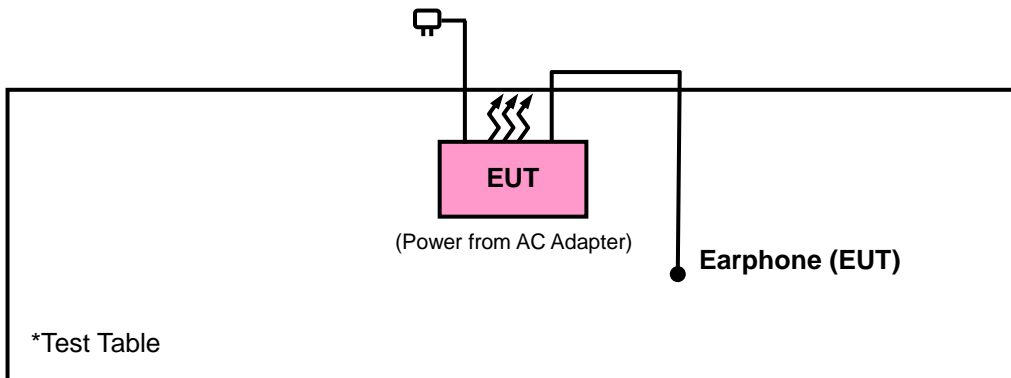 EUT
(Power from AC Adapter)
Earphone (EUT)
*Test Table